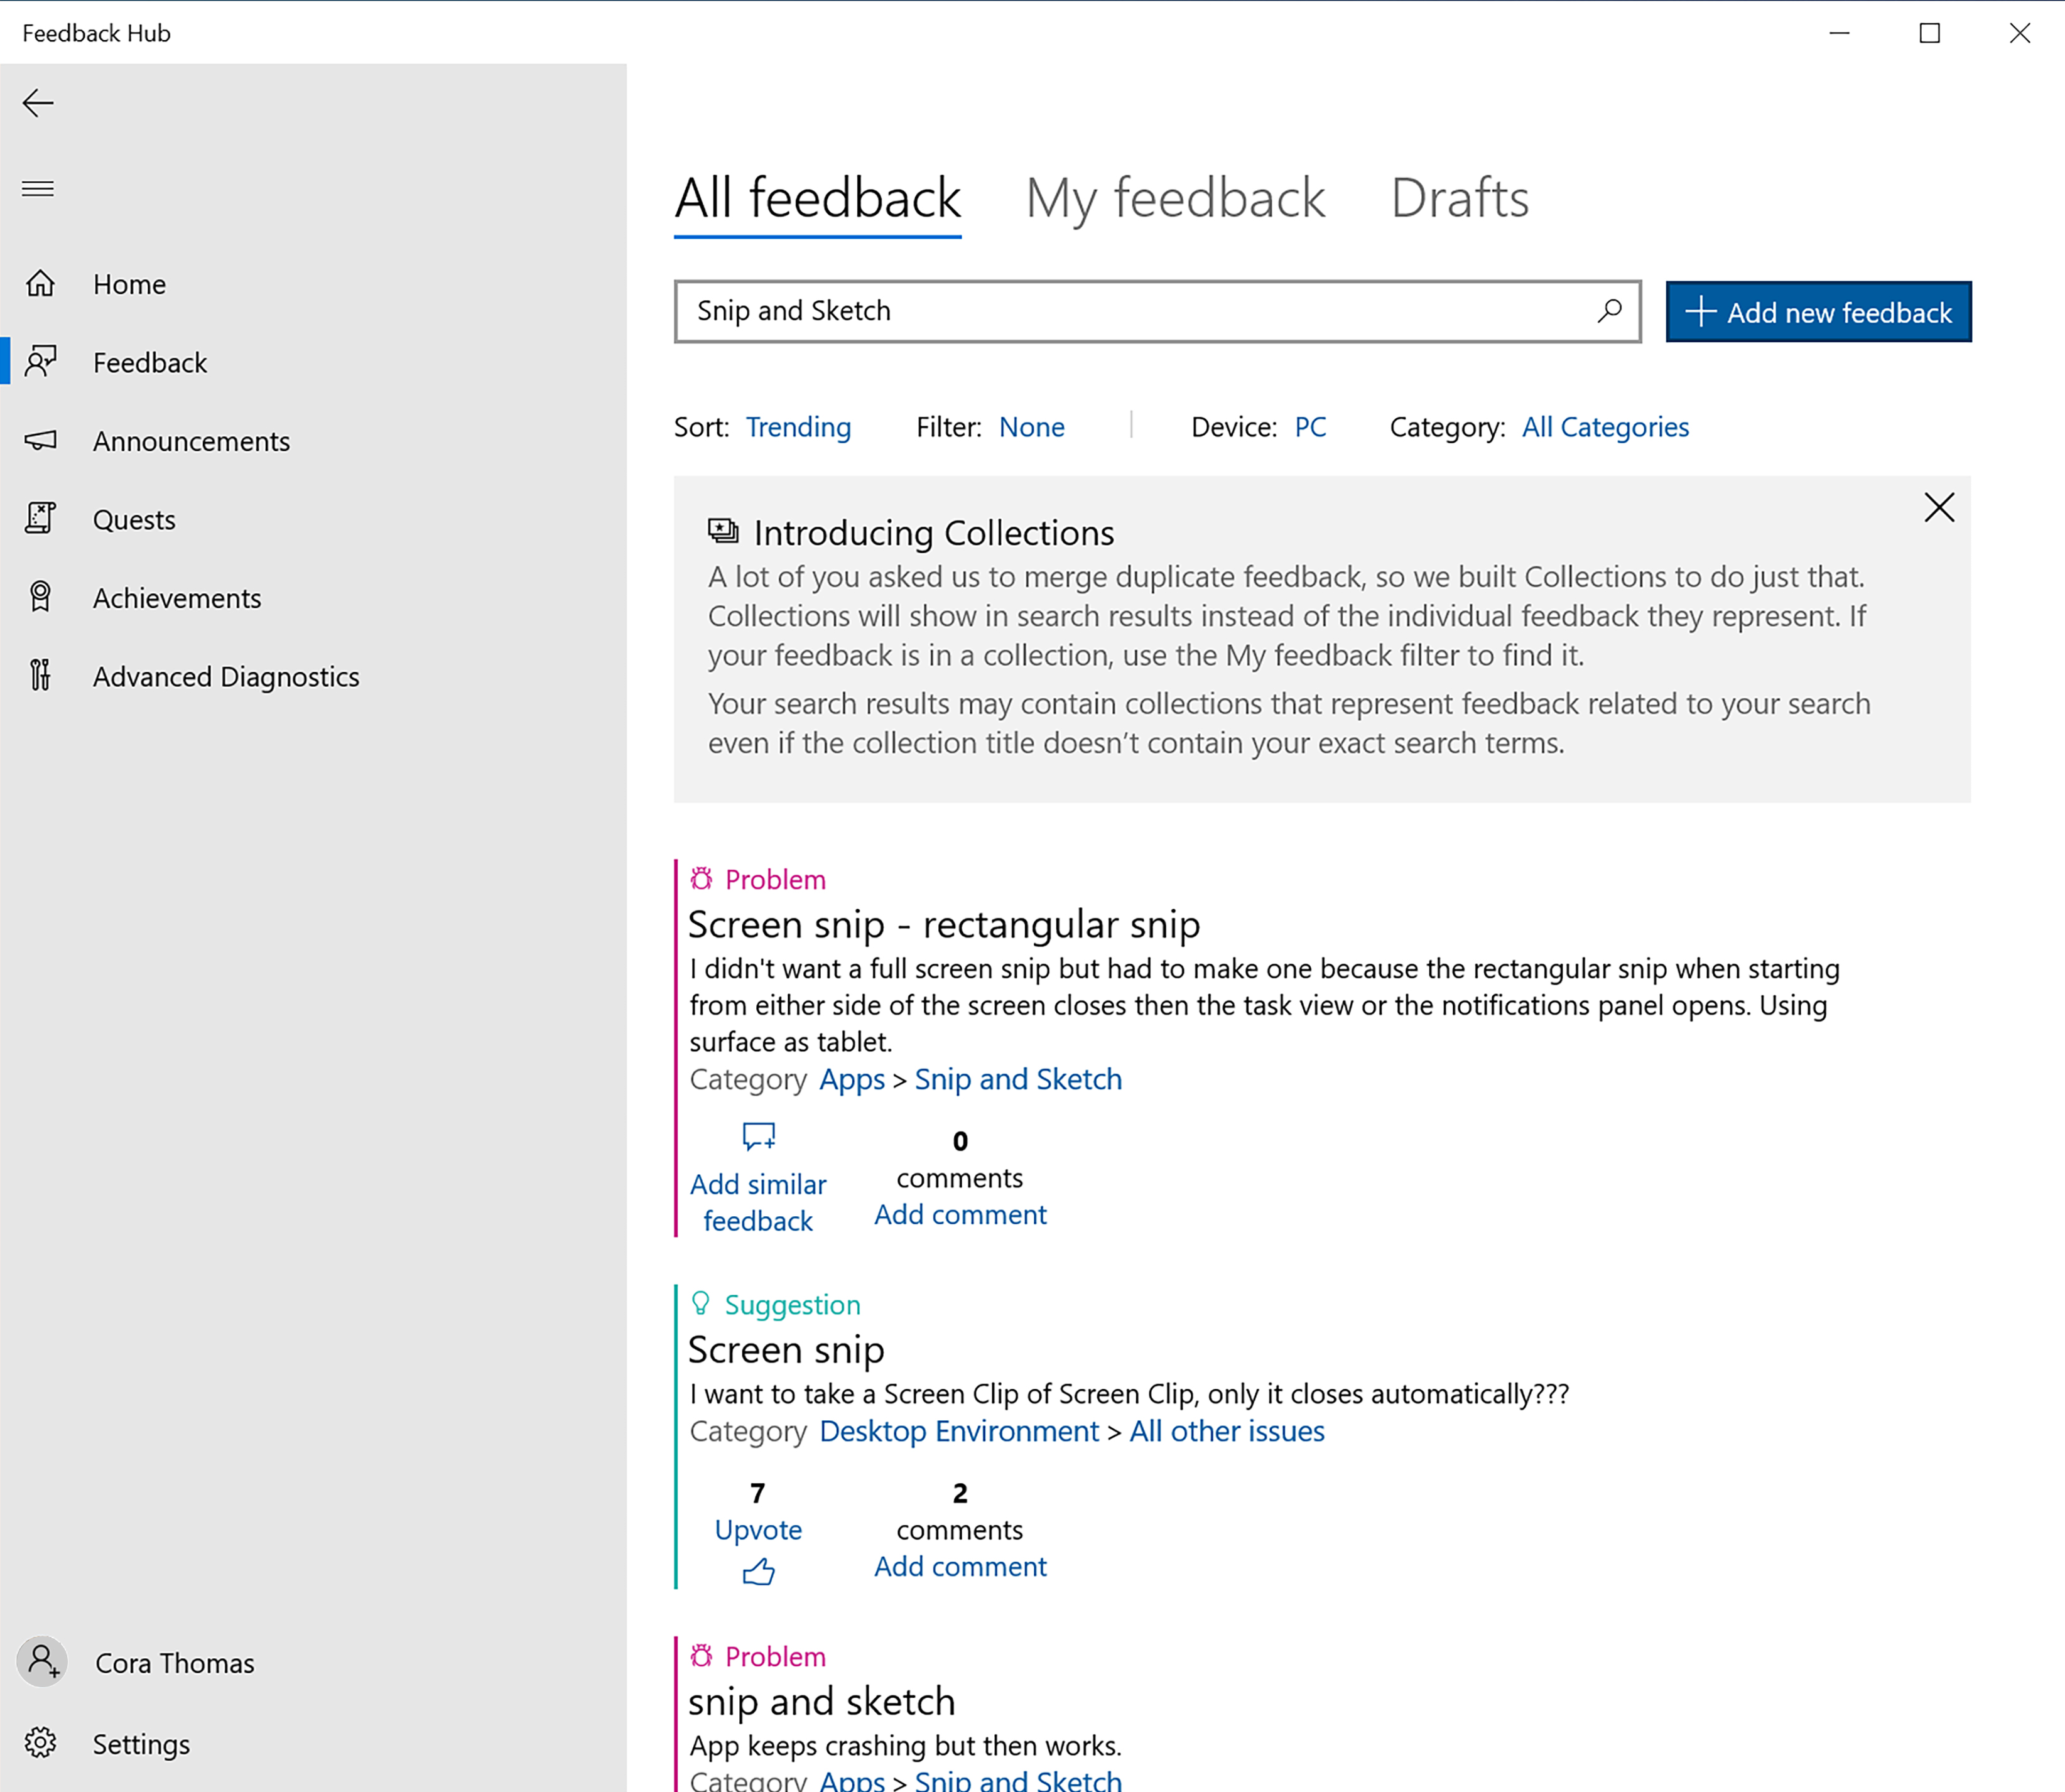 Feedback Hub
Home
Feedback
Announcements
Quests
Achievements
Advanced Diagnostics
Cora Thomas
Settings
All feedback My feedback Drafts
Snip and Sketch
Add new feedback
Sort: Trending Filter: None Device: PC Category: All Categories
Introducing Collections
A lot of you asked us to merge duplicate feedback, so we built Collections to do just that.
Collections will show in search results instead of the individual feedback they represent. If
your feedback is in a collection, use the My feedback filter to find it.
Your search results may contain collections that represent feedback related to your search
even if the collection title doesn’t contain your exact search terms.
Problem
Screen snip - rectangular snip
I didn't want a full screen snip but had to make one because the rectangular snip when starting
from either side of the screen closes then the task view or the notifications panel opens. Using
surface as tablet.
Category Apps > Snip and Sketch
Add similar
feedback
0
comments
Add comment
Suggestion
Screen snip
I want to take a Screen Clip of Screen Clip, only it closes automatically???
Category Desktop Environment > All other issues
7
Upvote
2
comments
Add comment
Problem
snip and sketch
App keeps crashing but then works.
Category Apps > Snip and Sketch